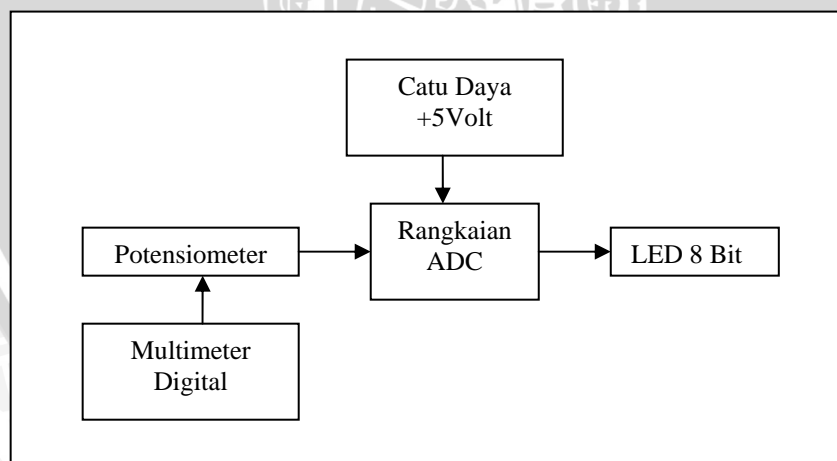 Catu Daya
+5Volt
Potensiometer
Rangkaian
ADC
LED 8 Bit
Multimeter
Digital